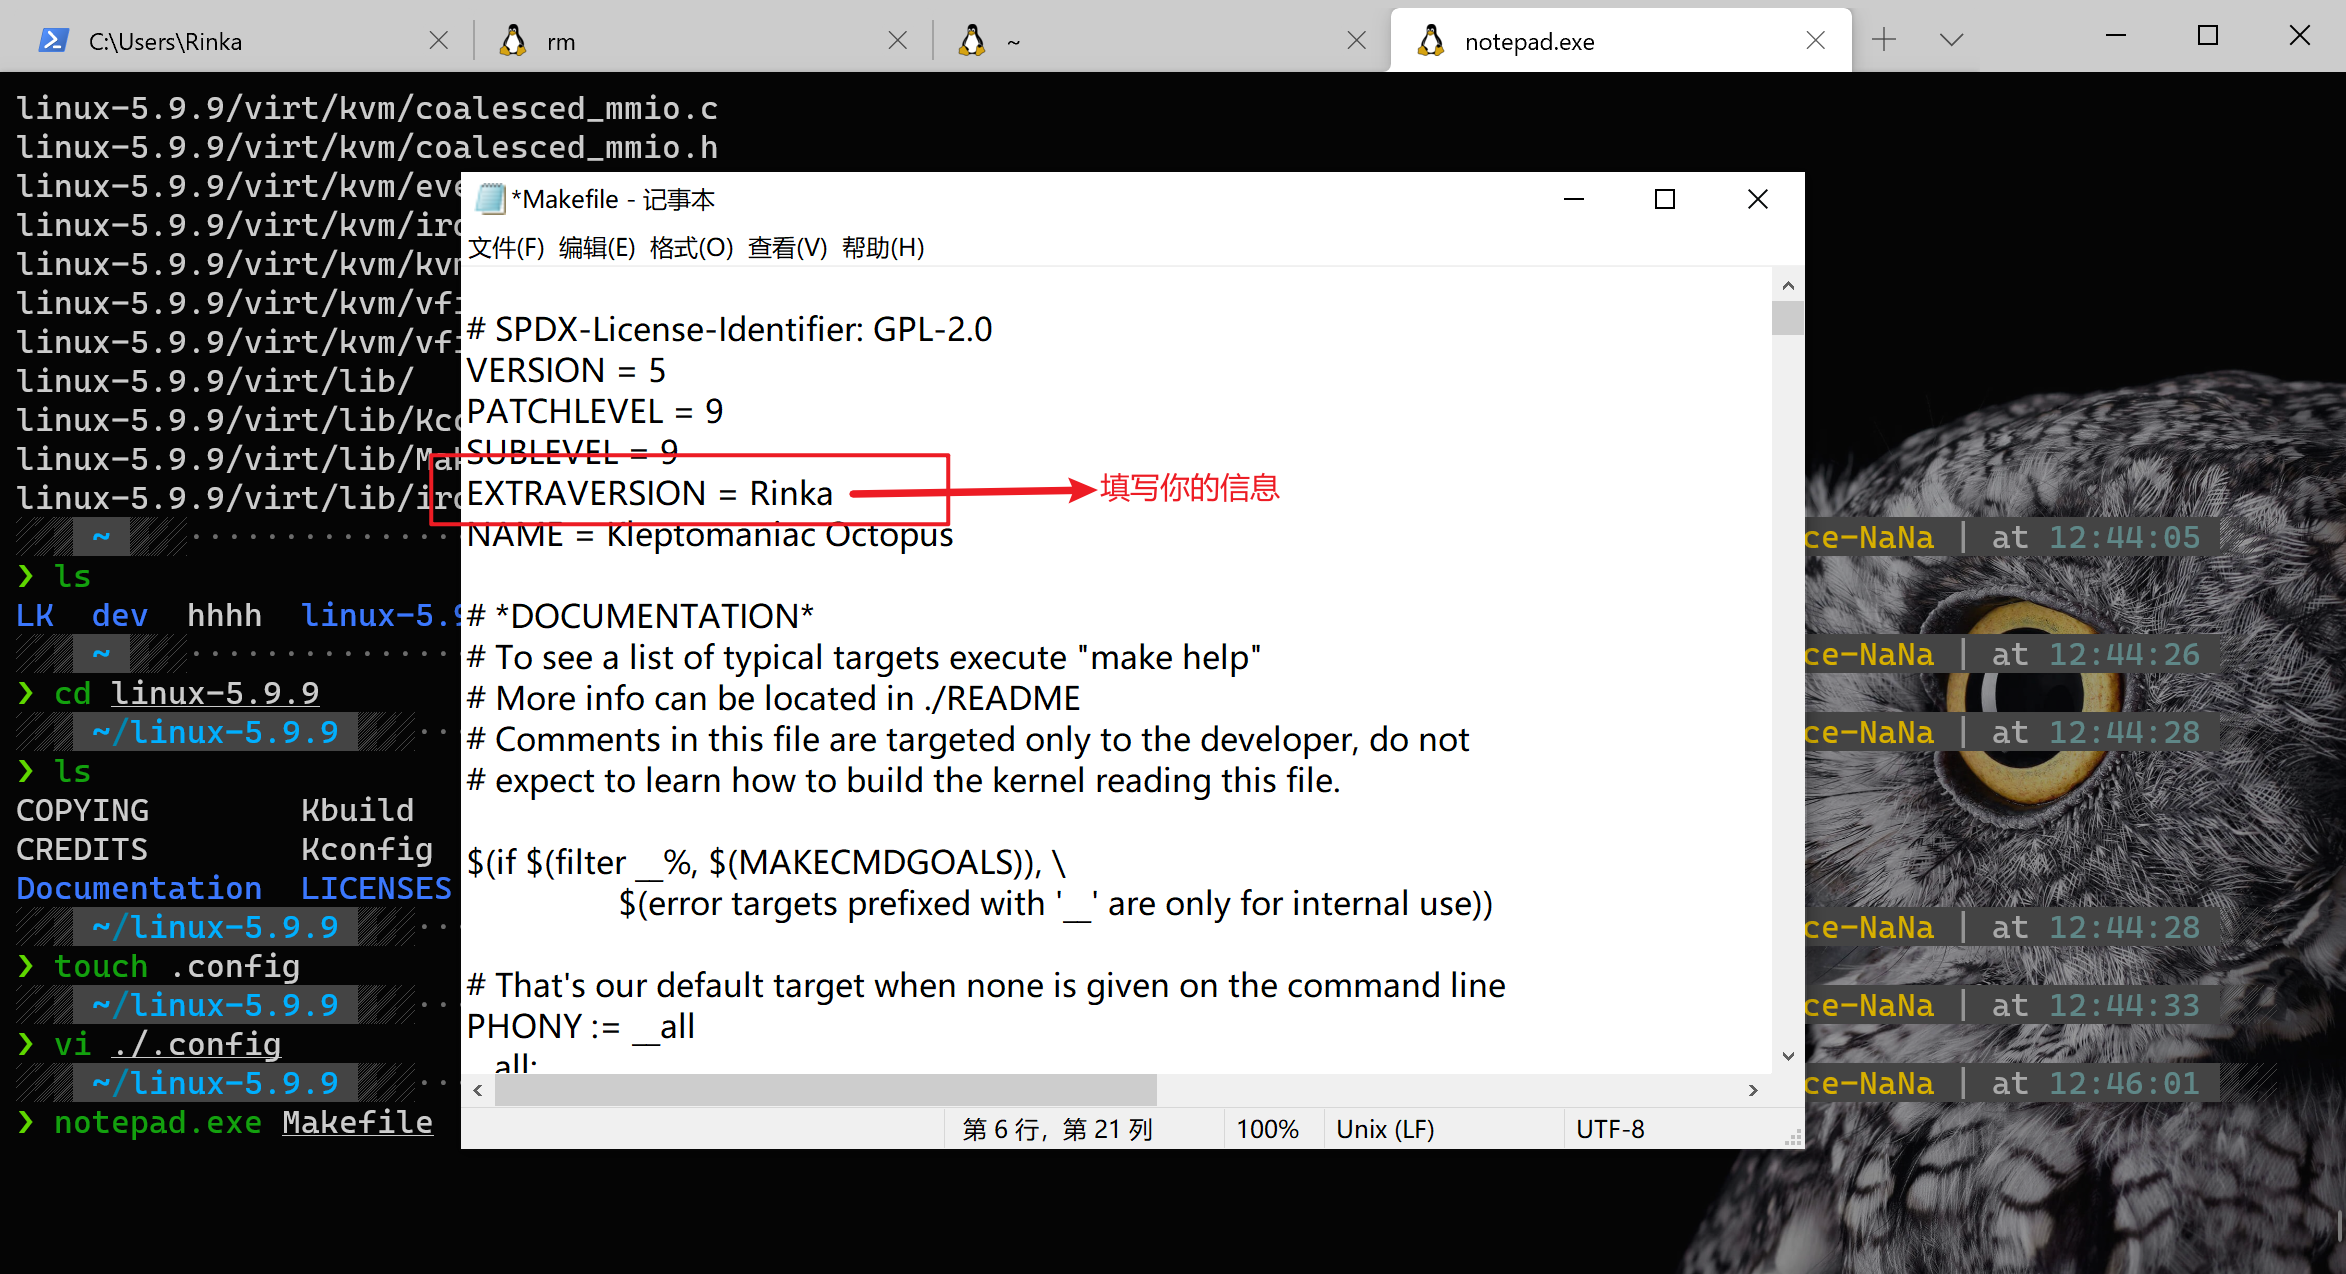 C:\Users\Rinka
rm
~
notepad.exe
linux-5.9.9/virt/kvm/coalesced_mmio.c
linux-5.9.9/virt/kvm/coalesced_mmio.h
linux-5.9.9/virt/kvm/eve
linux-5.9.9/virt/kvm/irq
linux-5.9.9/virt/kvm/kvm
linux-5.9.9/virt/kvm/vfi
linux-5.9.9/virt/kvm/vfi
linux-5.9.9/virt/lib/
linux-5.9.9/virt/lib/Kco
linux-5.9.9/virt/lib/Mak
linux-5.9.9/virt/lib/irq
~
ce-NaNa | at 12:44:05
❯ ls
LK dev hhhh linux-5.9
~
ce-NaNa | at 12:44:26
❯ cd linux-5.9.9
~/linux-5.9.9
ce-NaNa | at 12:44:28
❯ ls
COPYING Kbuild
CREDITS Kconfig
Documentation LICENSES
~/linux-5.9.9
ce-NaNa | at 12:44:28
❯ touch .config
~/linux-5.9.9
ce-NaNa | at 12:44:33
❯ vi ./.config
~/linux-5.9.9
ce-NaNa | at 12:46:01
❯ notepad.exe Makefile
*Makefile - 记事本
文件(F) 编辑(E) 格式(O) 查看(V) 帮助(H)
# SPDX-License-Identifier: GPL-2.0
VERSION = 5
PATCHLEVEL = 9
SUBLEVEL = 9
EXTRAVERSION = Rinka
填写你的信息
NAME = Kleptomaniac Octopus
# *DOCUMENTATION*
# To see a list of typical targets execute "make help"
# More info can be located in ./README
# Comments in this file are targeted only to the developer, do not
# expect to learn how to build the kernel reading this file.
$(if $(filter __%, $(MAKECMDGOALS)), \
$(error targets prefixed with '__' are only for internal use))
# That's our default target when none is given on the command line
PHONY := __all
__all:
第 6 行，第 21 列
100%
Unix (LF)
UTF-8